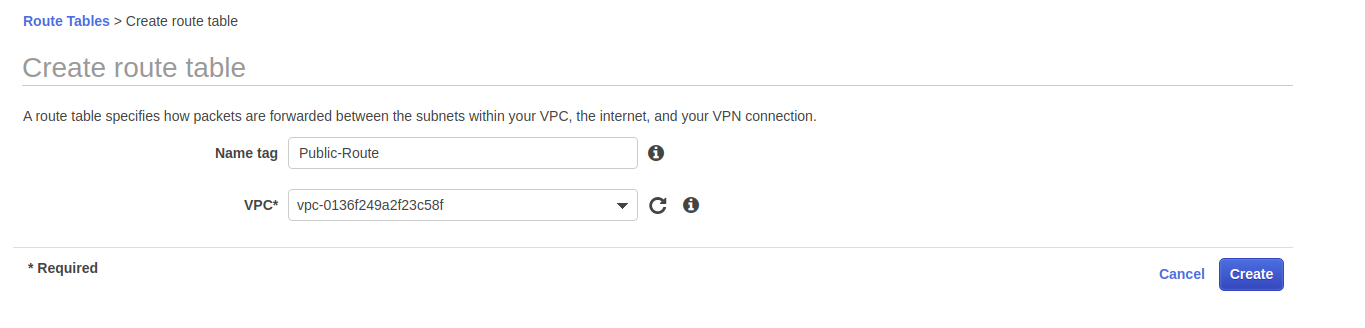 Route Tables > Create route table
Create route table
A route table specifies how packets are forwarded between the subnets within your VPC, the internet, and your VPN connection.
Name tag Public-Route
VPC* vpc-0136f249a2f23c58f
* Required
Cancel Create